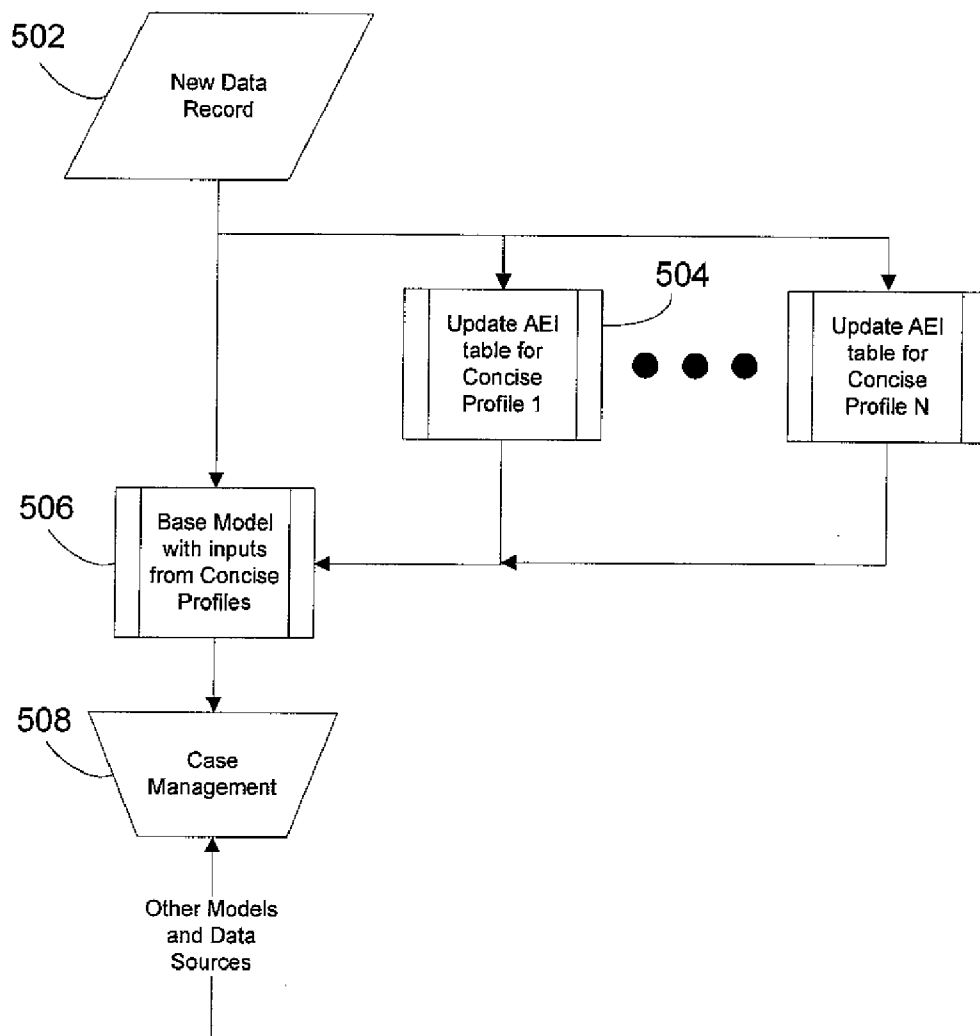 502
New Data
Record
504
Update AEI
table for
Concise
Profile 1
Update AEI
table for
Concise
Profile N
506
Base Model
with inputs
from Concise
Profiles
508
Case
Management
Other Models
and Data
Sources